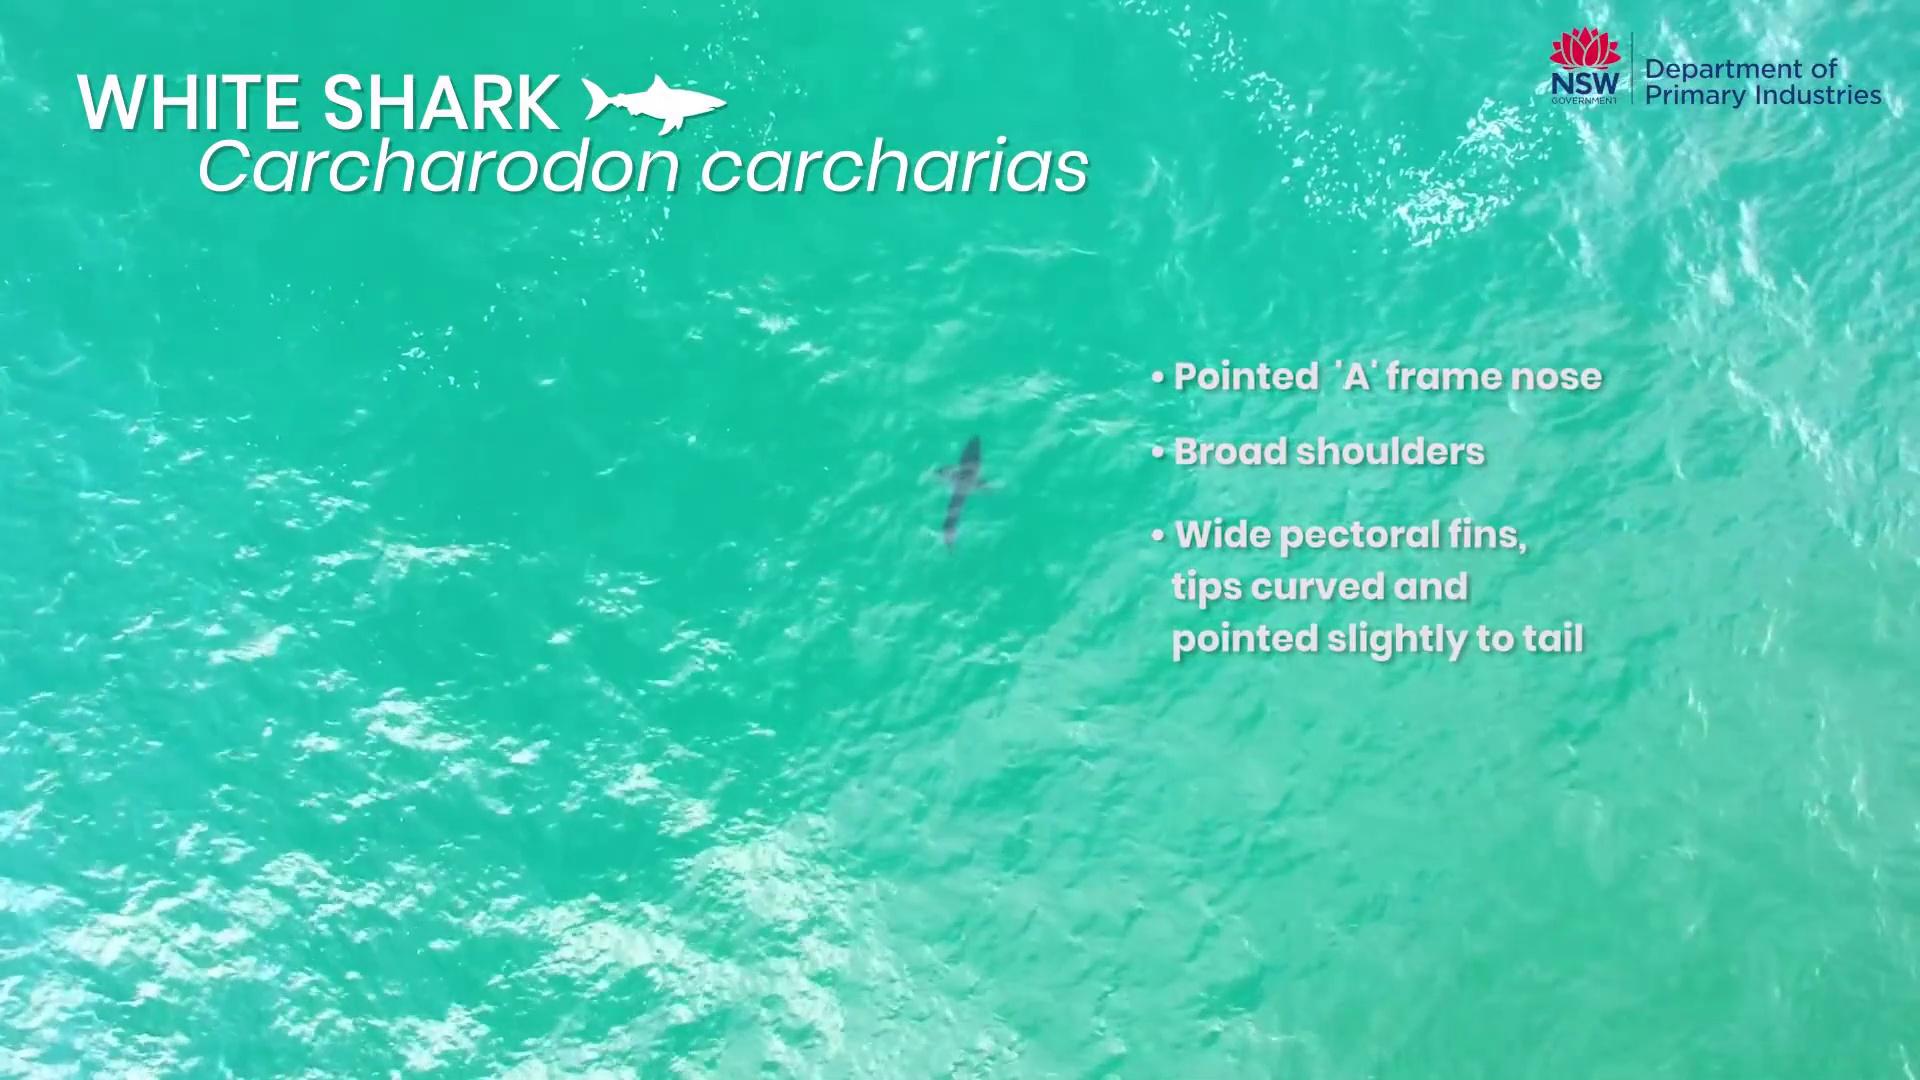 WHITE SHARK
Carcharodon carcharias
NSW
GOVERNMENT
Department of
Primary Industries
• Pointed 'A' frame nose
• Broad shoulders
• Wide pectoral fins,
tips curved and
pointed slightly to tail